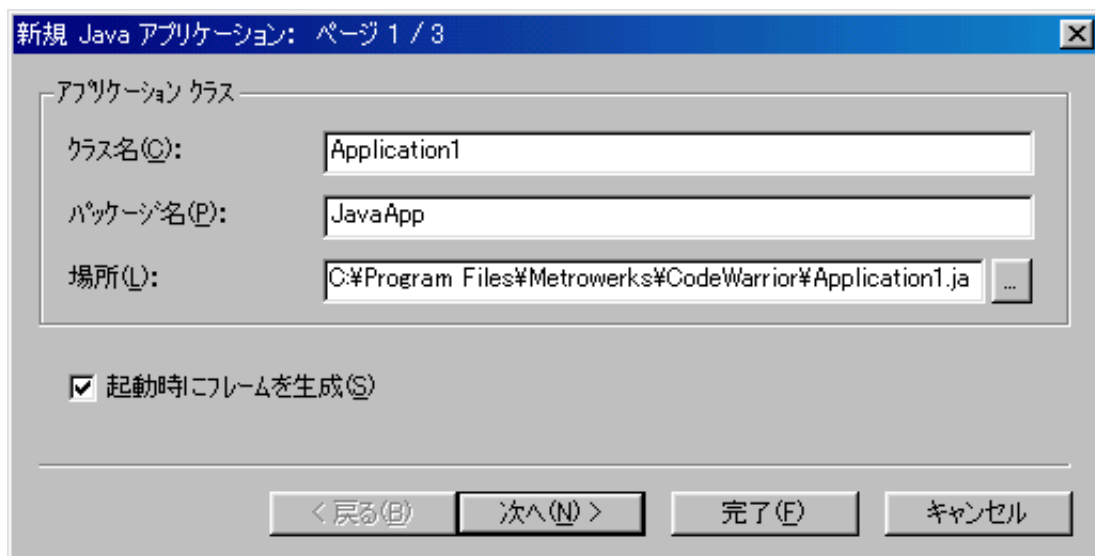 新規 Java アプリケーション: ページ 1 / 3
アプリケーション クラス
クラス名(C): Application1
パッケージ名(P): JavaApp
場所(L): C:¥Program Files¥Metrowerks¥CodeWarrior¥Application1.ja ...
起動時にフレームを生成(S)
< 戻る(B) 次へ(N) > 完了(F) キャンセル